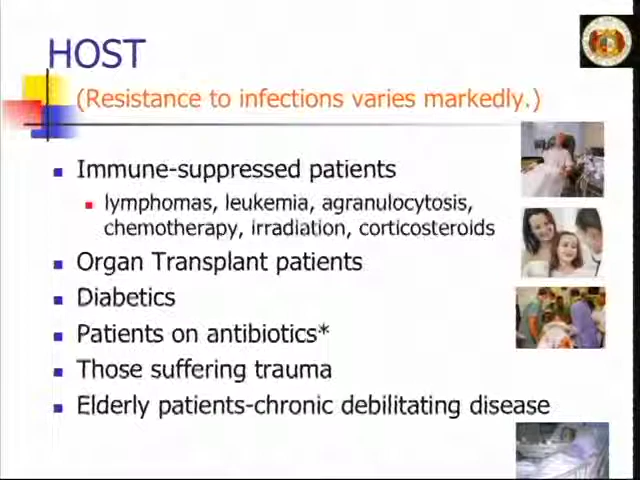 HOST
(Resistance to infections varies markedly.)
Immune-suppressed patients
lymphomas, leukemia, agranulocytosis,
chemotherapy, irradiation, corticosteroids
Organ Transplant patients
Diabetics
Patients on antibiotics*
Those suffering trauma
Elderly patients-chronic debilitating disease